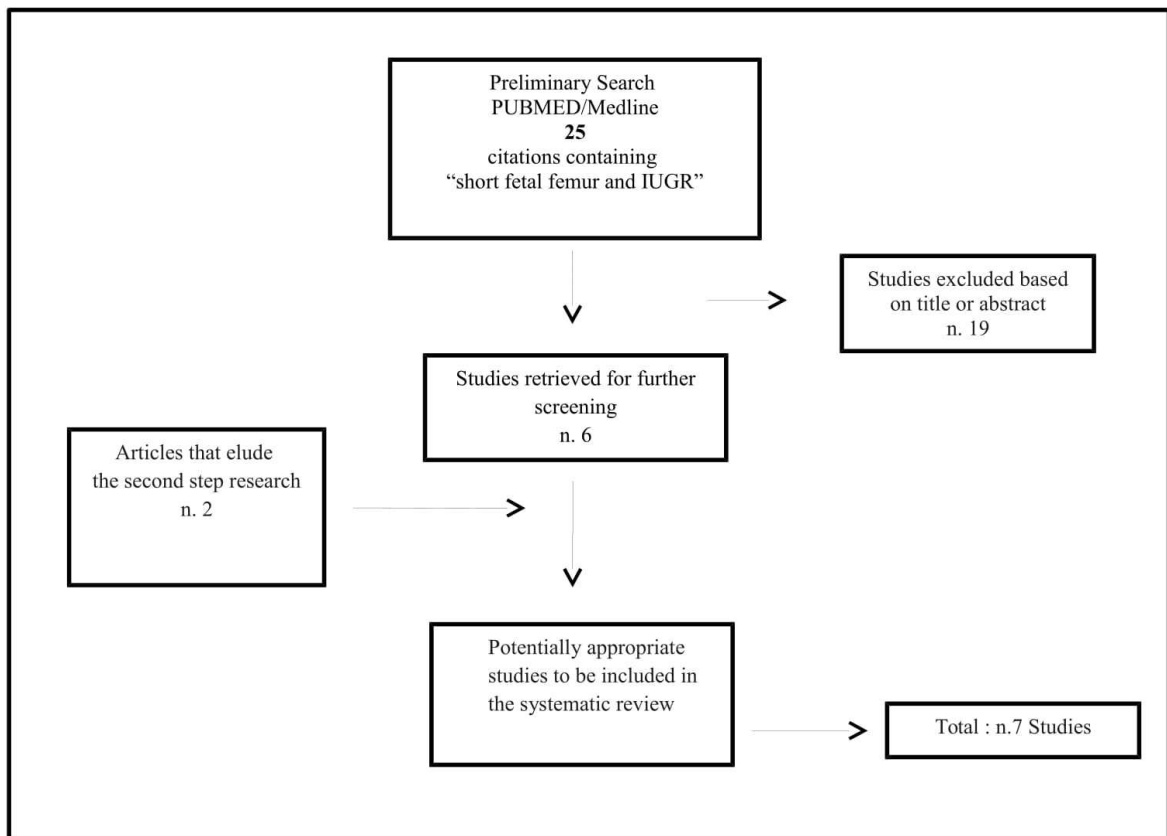 Preliminary Search
PUBMED/Medline
25
citations containing
“short fetal femur and IUGR”
Studies excluded based
on title or abstract
n. 19
Studies retrieved for further
screening
n. 6
Articles that elude
the second step research
n. 2
Potentially appropriate
studies to be included in
the systematic review
Total : n.7 Studies